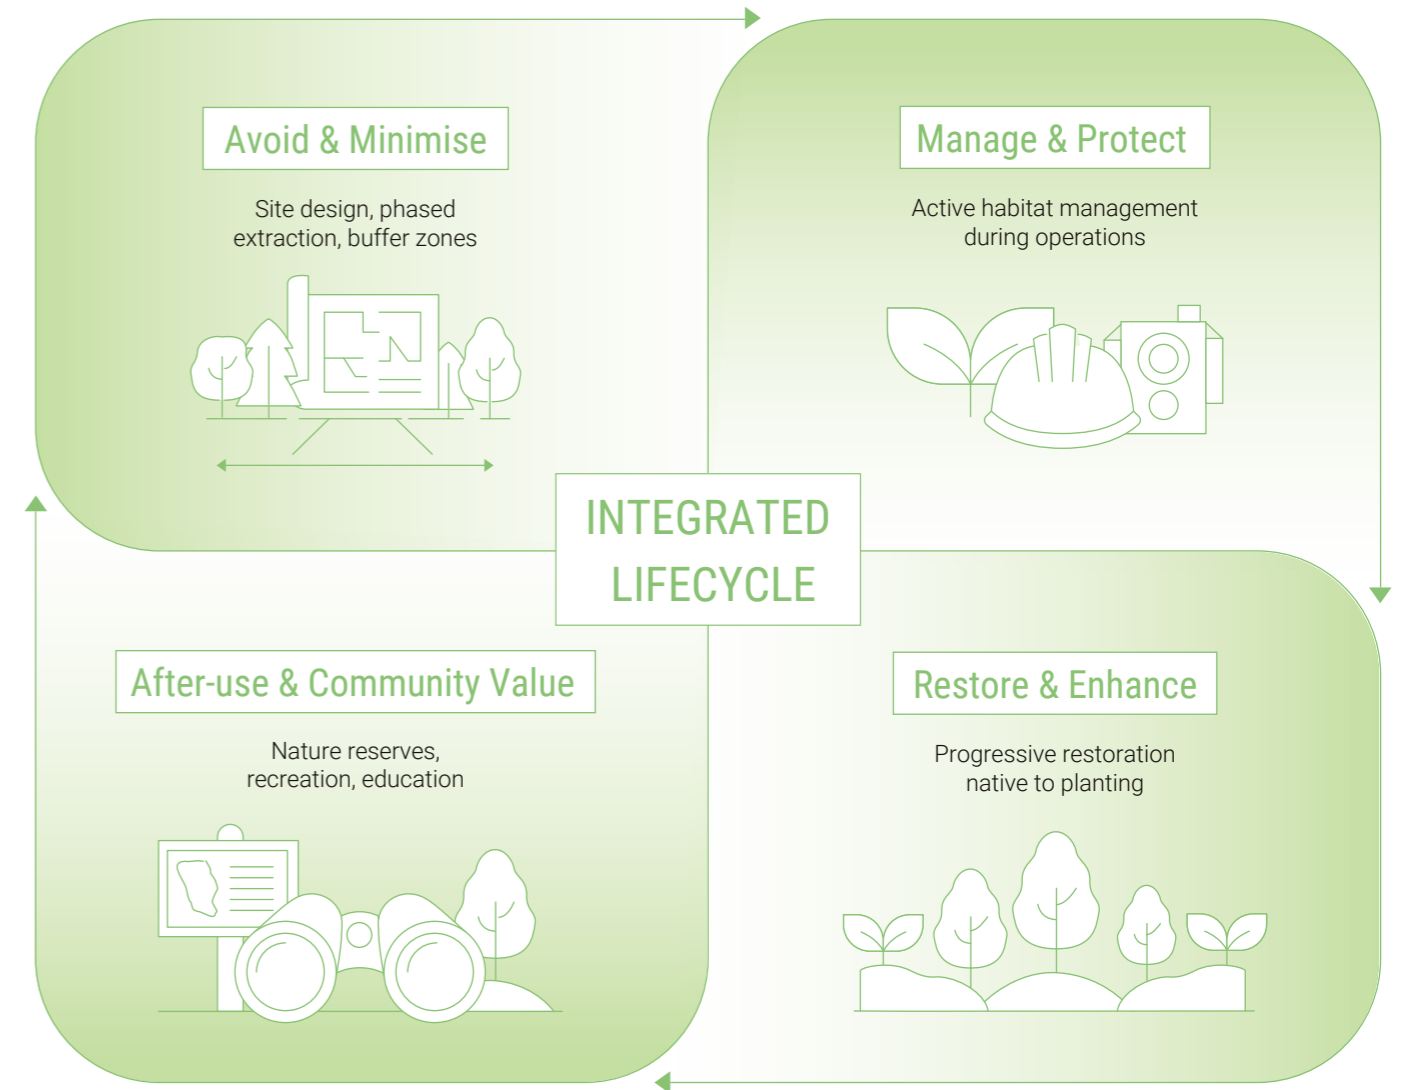 Avoid & Minimise
Site design, phased
extraction, buffer zones
Manage & Protect
Active habitat management
during operations
INTEGRATED
LIFECYCLE
After-use & Community Value
Nature reserves,
recreation, education
Restore & Enhance
Progressive restoration
native to planting